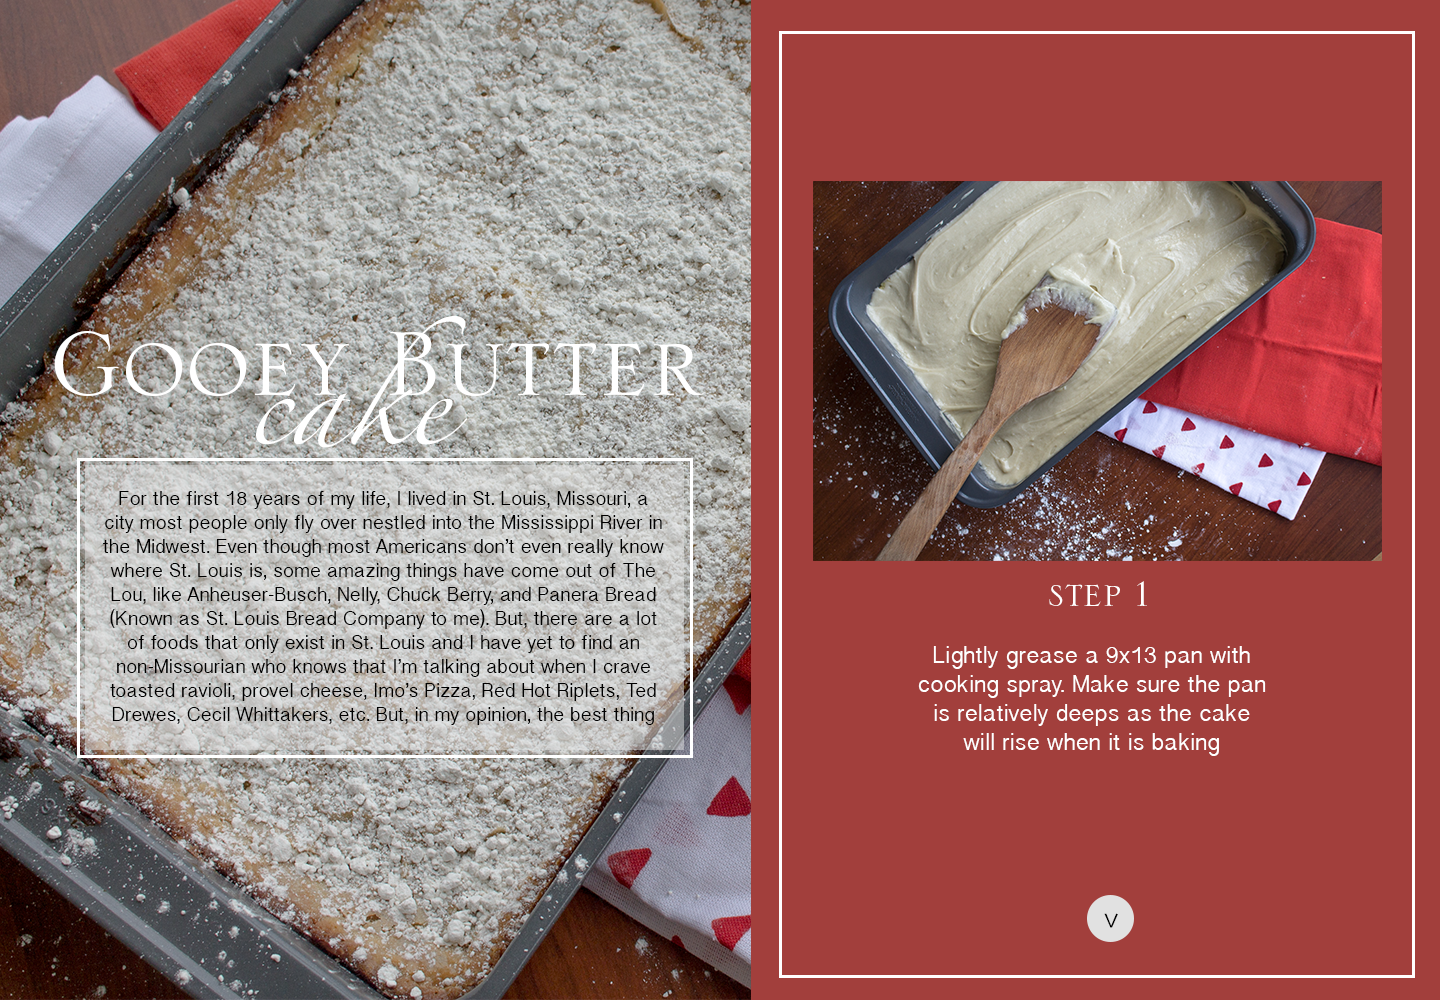 Gooey Butter
cake
For the first 18 years of my life, I lived in St. Louis, Missouri, a
city most people only fly over nestled into the Mississippi River in
the Midwest. Even though most Americans don’t even really know
where St. Louis is, some amazing things have come out of The
Lou, like Anheuser-Busch, Nelly, Chuck Berry, and Panera Bread
(Known as St. Louis Bread Company to me). But, there are a lot
of foods that only exist in St. Louis and I have yet to find an
non-Missourian who knows that I’m talking about when I crave
toasted ravioli, provel cheese, Imo’s Pizza, Red Hot Riplets, Ted
Drewes, Cecil Whittakers, etc. But, in my opinion, the best thing
STEP 1
Lightly grease a 9x13 pan with
cooking spray. Make sure the pan
is relatively deeps as the cake
will rise when it is baking
V